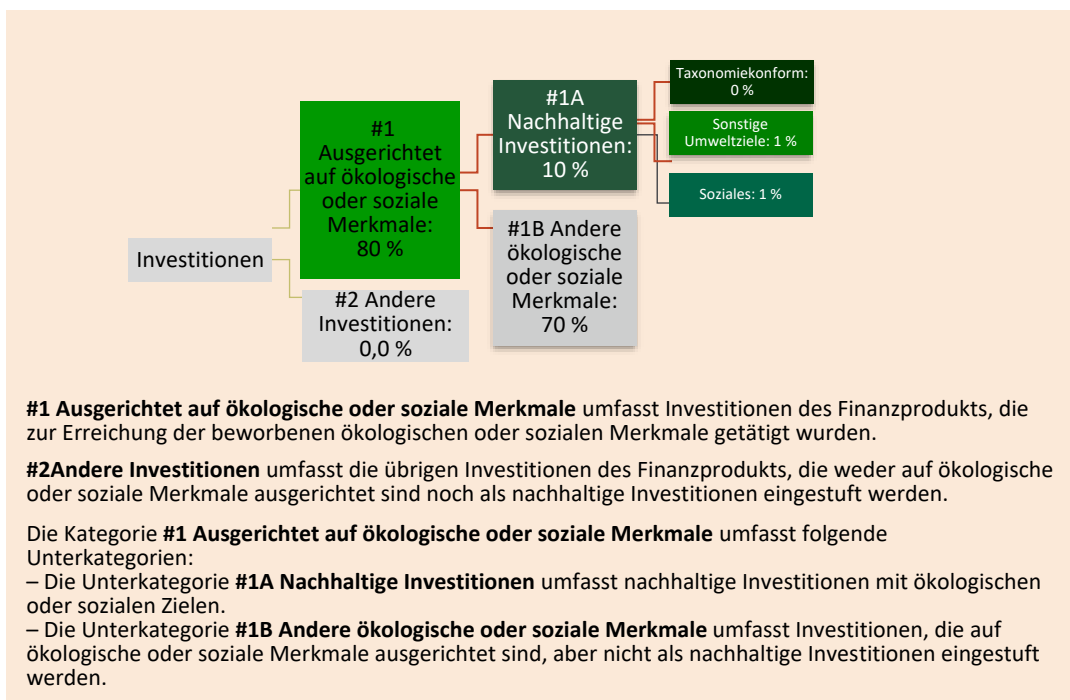 Investitionen
#1
Ausgerichtet
auf ökologische
oder soziale
Merkmale:
80 %
#2 Andere
Investitionen:
0,0 %
#1A
Nachhaltige
Investitionen:
10 %
#1B Andere
ökologische
oder soziale
Merkmale:
70 %
Taxonomiekonform:
0 %
Sonstige
Umweltziele: 1 %
Soziales: 1 %
#1 Ausgerichtet auf ökologische oder soziale Merkmale umfasst Investitionen des Finanzprodukts, die
zur Erreichung der beworbenen ökologischen oder sozialen Merkmale getätigt wurden.
#2Andere Investitionen umfasst die übrigen Investitionen des Finanzprodukts, die weder auf ökologische
oder soziale Merkmale ausgerichtet sind noch als nachhaltige Investitionen eingestuft werden.
Die Kategorie #1 Ausgerichtet auf ökologische oder soziale Merkmale umfasst folgende
Unterkategorien:
– Die Unterkategorie #1A Nachhaltige Investitionen umfasst nachhaltige Investitionen mit ökologischen
oder sozialen Zielen.
– Die Unterkategorie #1B Andere ökologische oder soziale Merkmale umfasst Investitionen, die auf
ökologische oder soziale Merkmale ausgerichtet sind, aber nicht als nachhaltige Investitionen eingestuft
werden.